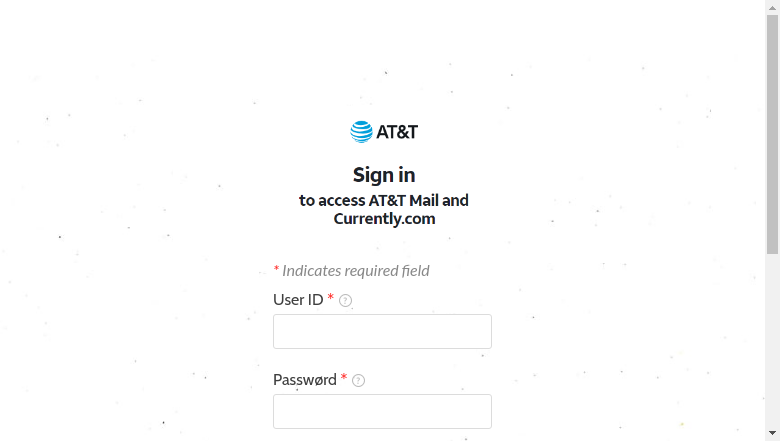 AT&T
Sign in
to access AT&T Mail and
Currently.com
* Indicates required field
User ID * ?
Passwørd * ?